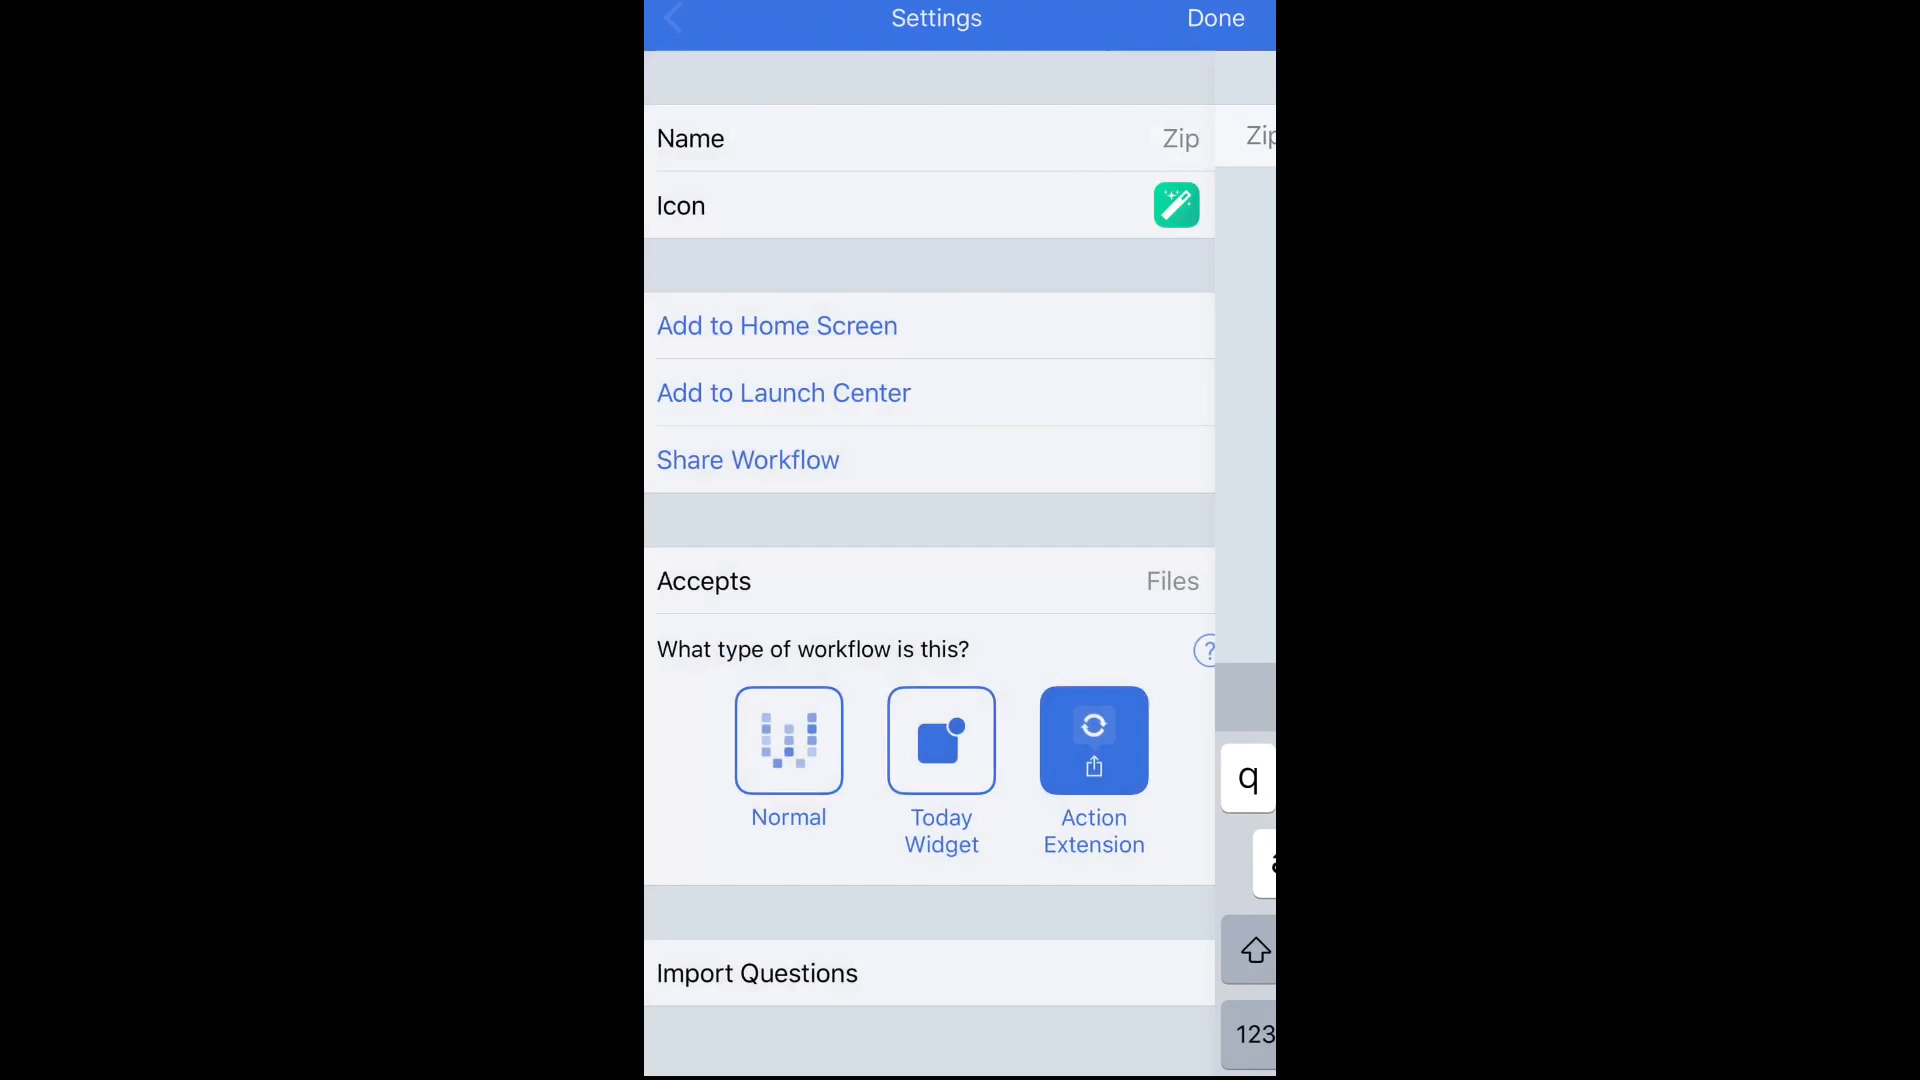 Settings
Done
Name
Zip
Zip
Icon
Add to Home Screen
Add to Launch Center
Share Workflow
Accepts
Files
What type of workflow is this?
?
Normal
Today
Widget
Action
Extension
q
a
Import Questions
123